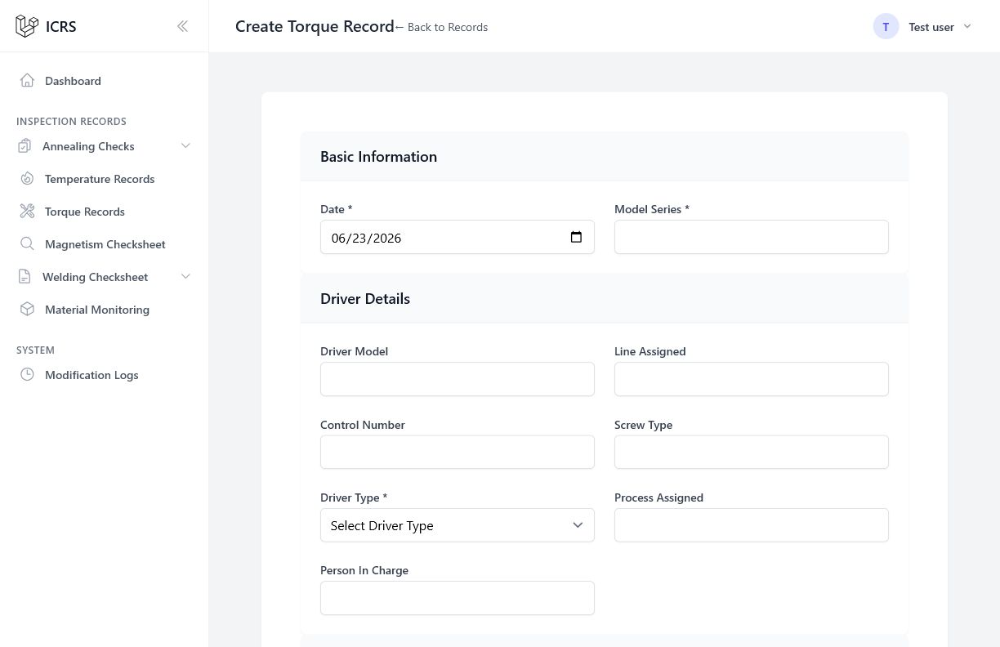 ICRS
Create Torque Record← Back to Records
T Test user
Dashboard
INSPECTION RECORDS
Annealing Checks
Temperature Records
Torque Records
Magnetism Checksheet
Welding Checksheet
Material Monitoring
SYSTEM
Modification Logs
Basic Information
Date *
Model Series *
06/23/2026
Driver Details
Driver Model
Line Assigned
Control Number
Screw Type
Driver Type *
Process Assigned
Select Driver Type
Person In Charge